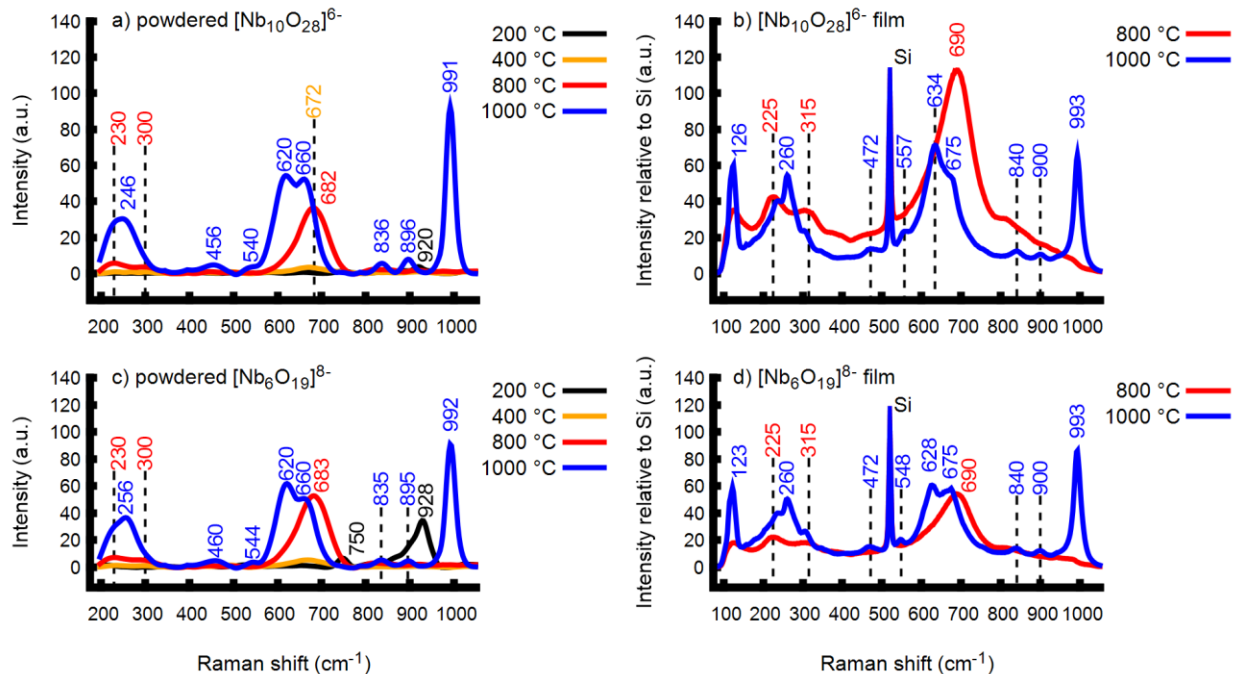 a) powdered [Nb10O28]6-
Intensity (a.u.)
140
120
100
80
60
40
20
0
200 °C
400 °C
800 °C
1000 °C
230
300
246
456
540
620
660
672
682
836
896
920
991
200 300 400 500 600 700 800 900 1000
b) [Nb10O28]6- film
Intensity relative to Si (a.u.)
140
120
100
80
60
40
20
0
800 °C
1000 °C
126
225
260
315
472
Si
557
634
690
675
840
900
993
100 200 300 400 500 600 700 800 900 1000
c) powdered [Nb6O19]8-
Intensity (a.u.)
140
120
100
80
60
40
20
0
200 °C
400 °C
800 °C
1000 °C
230
300
256
460
544
620
660
683
750
835
895
928
992
200 300 400 500 600 700 800 900 1000
Raman shift (cm-1)
d) [Nb6O19]8- film
Intensity relative to Si (a.u.)
140
120
100
80
60
40
20
0
800 °C
1000 °C
123
225
260
315
472
Si
548
628
675
690
840
900
993
100 200 300 400 500 600 700 800 900 1000
Raman shift (cm-1)